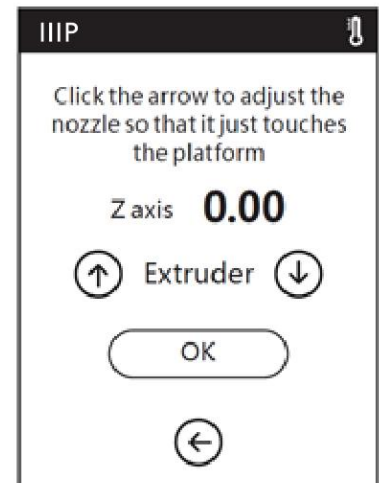 IIIP
Click the arrow to adjust the
nozzle so that it just touches
the platform
Z axis 0.00
Extruder
OK